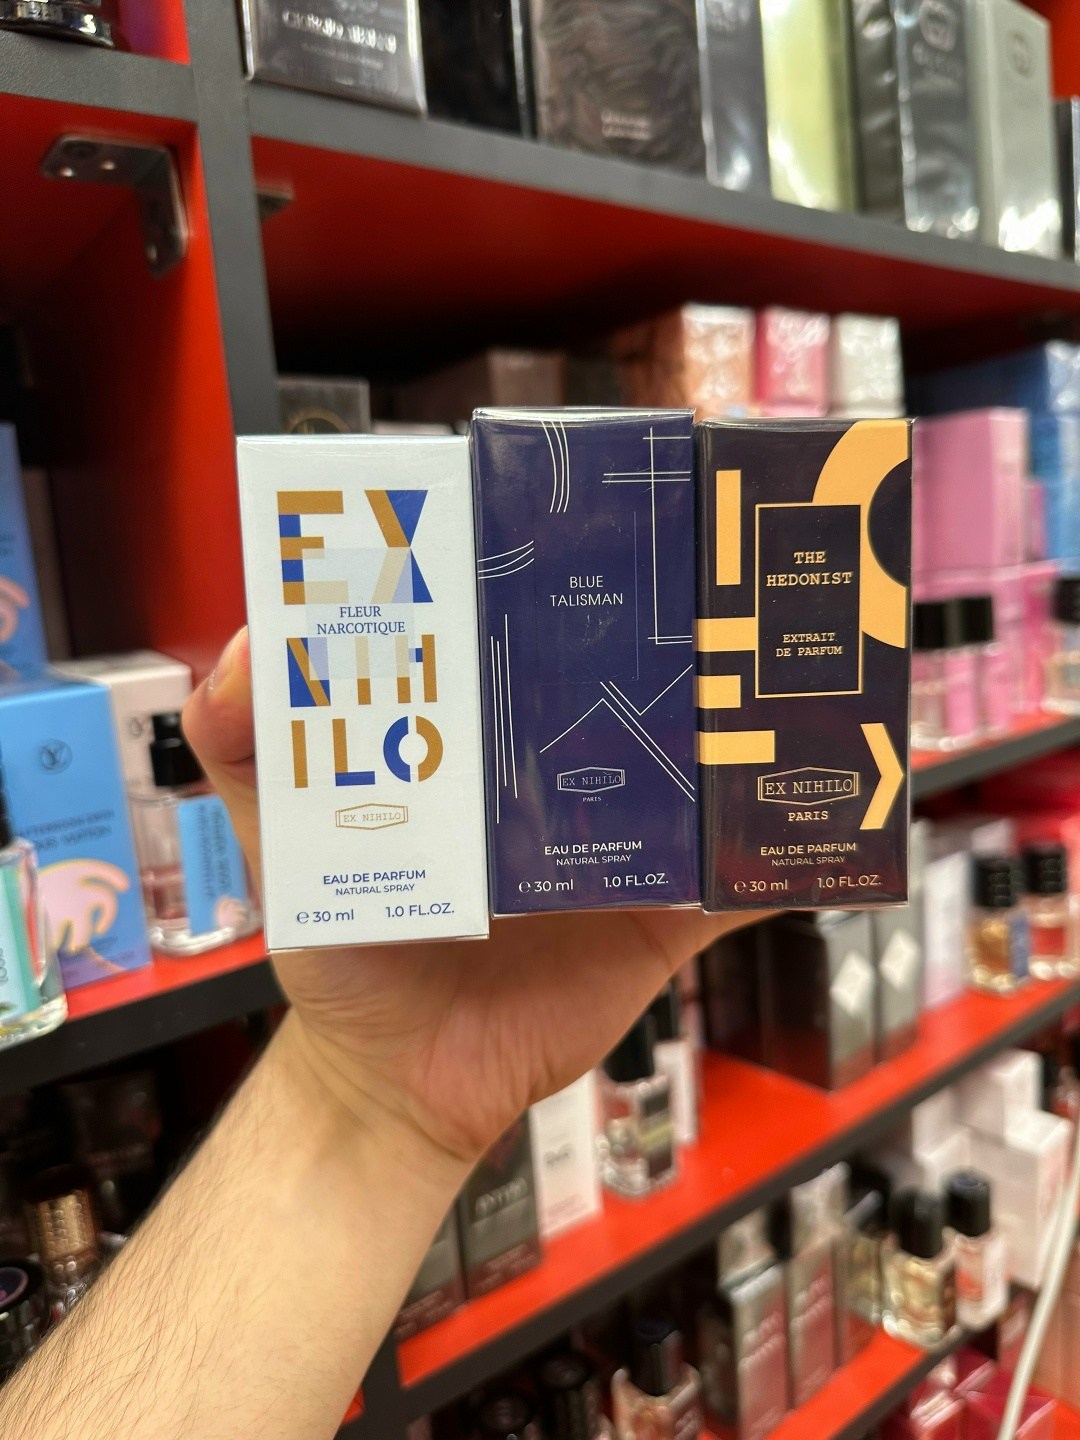 EX
NIH
ILO
FLEUR
NARCOTIQUE
EX NIHILO
EAU DE PARFUM
NATURAL SPRAY
℮ 30 ml 1.0 FL.OZ.
BLUE
TALISMAN
EX NIHILO
PARIS
EAU DE PARFUM
NATURAL SPRAY
℮ 30 ml 1.0 FL.OZ.
THE
HEDONIST
EXTRAIT
DE PARFUM
EX NIHILO
PARIS
EAU DE PARFUM
NATURAL SPRAY
℮ 30 ml 1.0 FL.OZ.